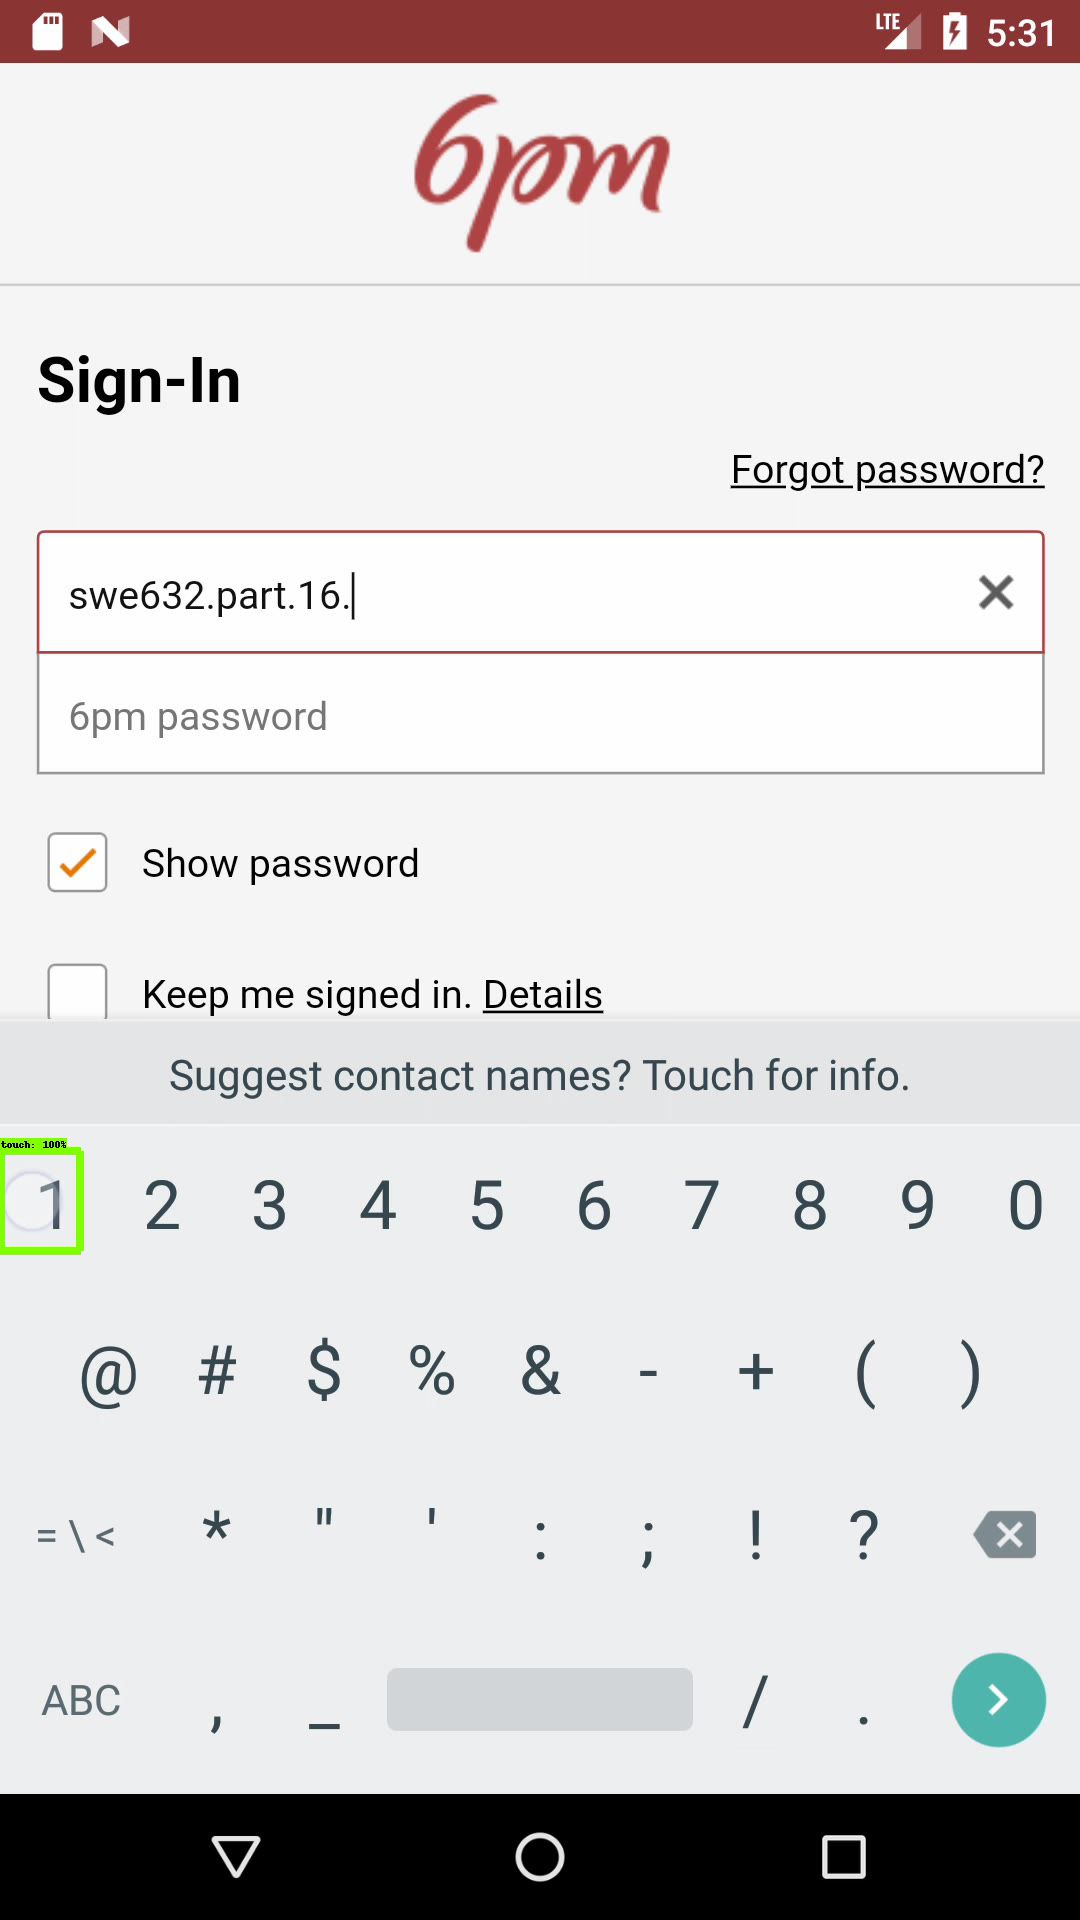 LTE 5:31
6pm
Sign-In
Forgot password?
swe632.part.16.
6pm password
Show password
Keep me signed in. Details
Suggest contact names? Touch for info.
touch: 100%
1 2 3 4 5 6 7 8 9 0
@ # $ % & - + ( )
= \ < * " ' : ; ! ?
ABC , _ / .